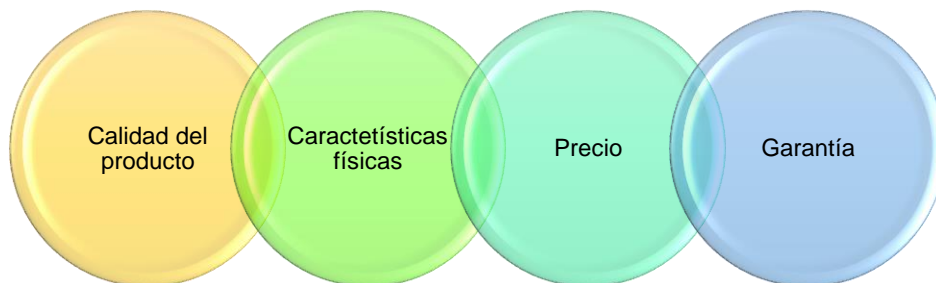 Calidad del
producto
Caractetísticas
físicas
Precio
Garantía